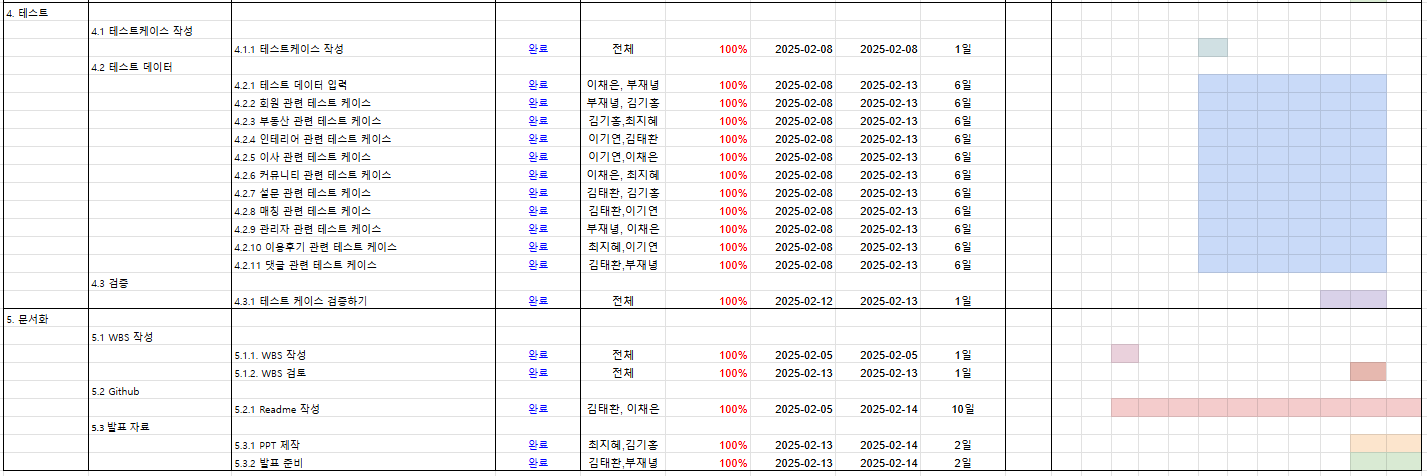 4. 테스트
4.1 테스트케이스 작성
4.1.1 테스트케이스 작성 완료 전체 100% 2025-02-08 2025-02-08 1일
4.2 테스트 데이터
4.2.1 테스트 데이터 입력 완료 이채은, 부재녕 100% 2025-02-08 2025-02-13 6일
4.2.2 회원 관련 테스트 케이스 완료 부재녕, 김기홍 100% 2025-02-08 2025-02-13 6일
4.2.3 부동산 관련 테스트 케이스 완료 김기홍,최지혜 100% 2025-02-08 2025-02-13 6일
4.2.4 인테리어 관련 테스트 케이스 완료 이기연,김태환 100% 2025-02-08 2025-02-13 6일
4.2.5 이사 관련 테스트 케이스 완료 이기연,이채은 100% 2025-02-08 2025-02-13 6일
4.2.6 커뮤니티 관련 테스트 케이스 완료 이채은, 최지혜 100% 2025-02-08 2025-02-13 6일
4.2.7 설문 관련 테스트 케이스 완료 김태환, 김기홍 100% 2025-02-08 2025-02-13 6일
4.2.8 매칭 관련 테스트 케이스 완료 김태환,이기연 100% 2025-02-08 2025-02-13 6일
4.2.9 관리자 관련 테스트 케이스 완료 부재녕, 이채은 100% 2025-02-08 2025-02-13 6일
4.2.10 이용후기 관련 테스트 케이스 완료 최지혜,이기연 100% 2025-02-08 2025-02-13 6일
4.2.11 댓글 관련 테스트 케이스 완료 김태환,부재녕 100% 2025-02-08 2025-02-13 6일
4.3 검증
4.3.1 테스트 케이스 검증하기 완료 전체 100% 2025-02-12 2025-02-13 1일
5. 문서화
5.1 WBS 작성
5.1.1. WBS 작성 완료 전체 100% 2025-02-05 2025-02-05 1일
5.1.2. WBS 검토 완료 전체 100% 2025-02-13 2025-02-13 1일
5.2 Github
5.2.1 Readme 작성 완료 김태환, 이채은 100% 2025-02-05 2025-02-14 10일
5.3 발표 자료
5.3.1 PPT 제작 완료 최지혜,김기홍 100% 2025-02-13 2025-02-14 2일
5.3.2 발표 준비 완료 김태환,부재녕 100% 2025-02-13 2025-02-14 2일